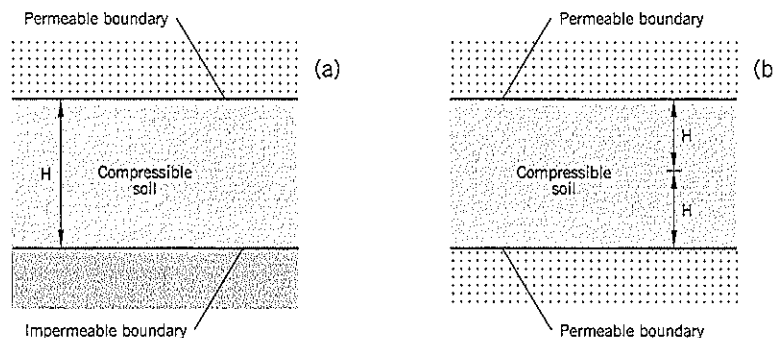 Permeable boundary
(a)
H
Compressible
soil
Impermeable boundary
Permeable boundary
(b
H
Compressible
soil
H
Permeable boundary